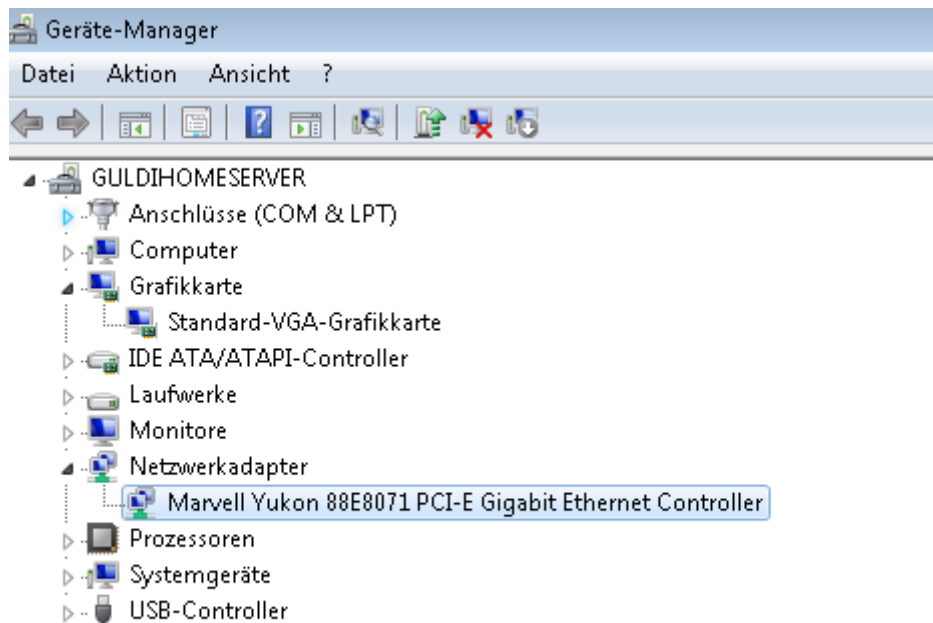 Geräte-Manager
Datei Aktion Ansicht ?
GULDIHOMESERVER
Anschlüsse (COM & LPT)
Computer
Grafikkarte
Standard-VGA-Grafikkarte
IDE ATA/ATAPI-Controller
Laufwerke
Monitore
Netzwerkadapter
Marvell Yukon 88E8071 PCI-E Gigabit Ethernet Controller
Prozessoren
Systemgeräte
USB-Controller